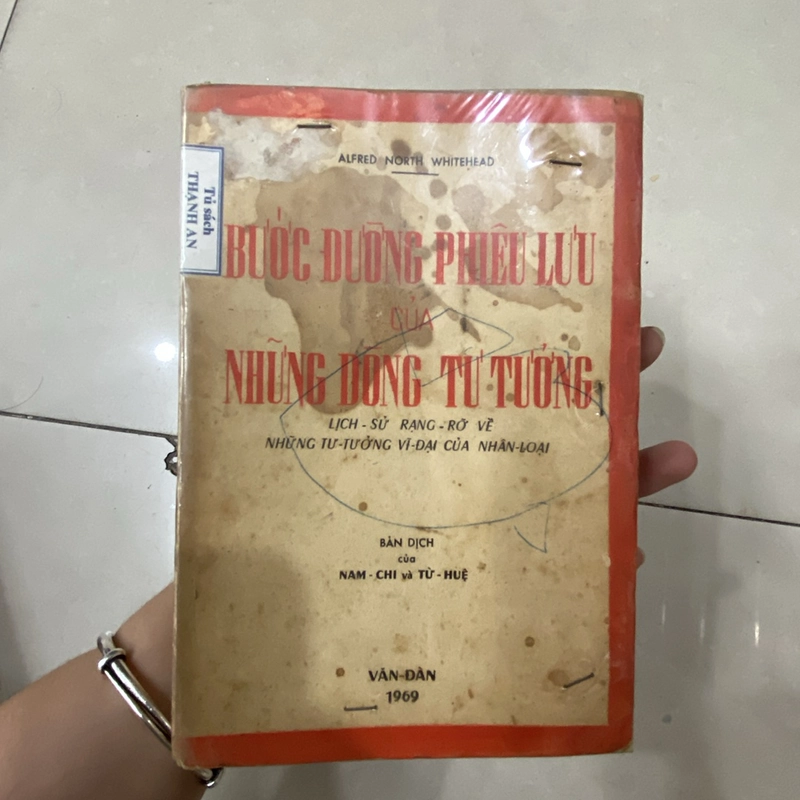 ALFRED NORTH WHITEHEAD
Tủ sách
THẠNH AN
BƯỚC ĐƯỜNG PHIÊU LƯU
CỦA
NHỮNG DÒNG TƯ TƯỞNG
LỊCH - SỬ RẠNG - RỠ VỀ
NHỮNG TƯ-TƯỞNG VĨ-ĐẠI CỦA NHÂN-LOẠI
BẢN DỊCH
của
NAM - CHI và TỪ - HUỆ
VĂN-ĐÀN
1969